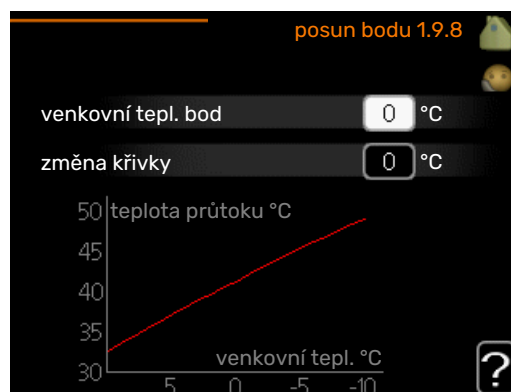 posun bodu 1.9.8
venkovní tepl. bod 0 °C
změna křivky 0 °C
teplota průtoku °C
50
45
40
35
30
venkovní tepl. °C
5 0 -5 -10
?